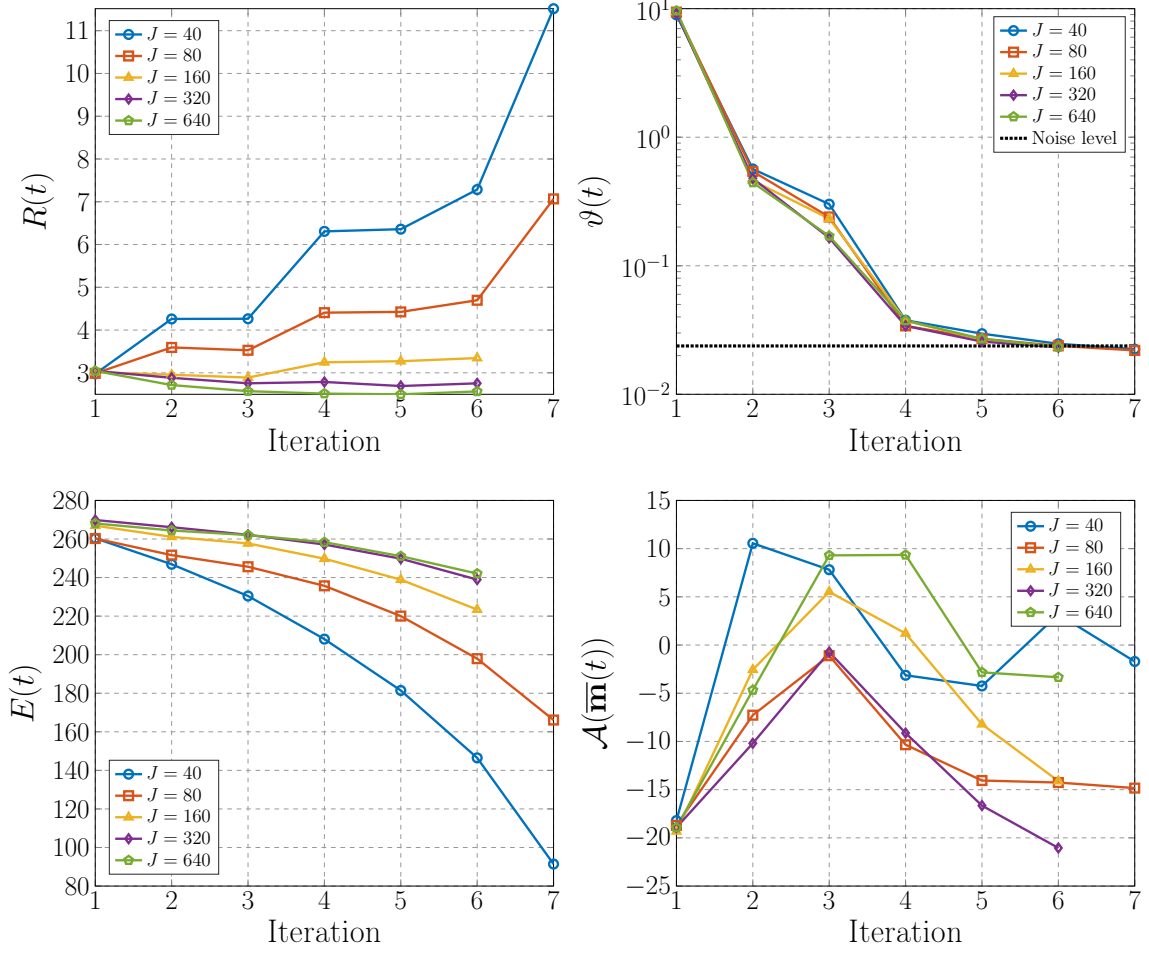 11
10
9
8
7
6
5
4
3
R(t)
J = 40
J = 80
J = 160
J = 320
J = 640
1 2 3 4 5 6 7
Iteration
10^1
10^0
10^−1
10^−2
ϑ(t)
J = 40
J = 80
J = 160
J = 320
J = 640
Noise level
1 2 3 4 5 6 7
Iteration
280
260
240
220
200
180
160
140
120
100
80
E(t)
J = 40
J = 80
J = 160
J = 320
J = 640
1 2 3 4 5 6 7
Iteration
15
10
5
0
−5
−10
−15
−20
−25
𝒜(m̅(t))
J = 40
J = 80
J = 160
J = 320
J = 640
1 2 3 4 5 6 7
Iteration